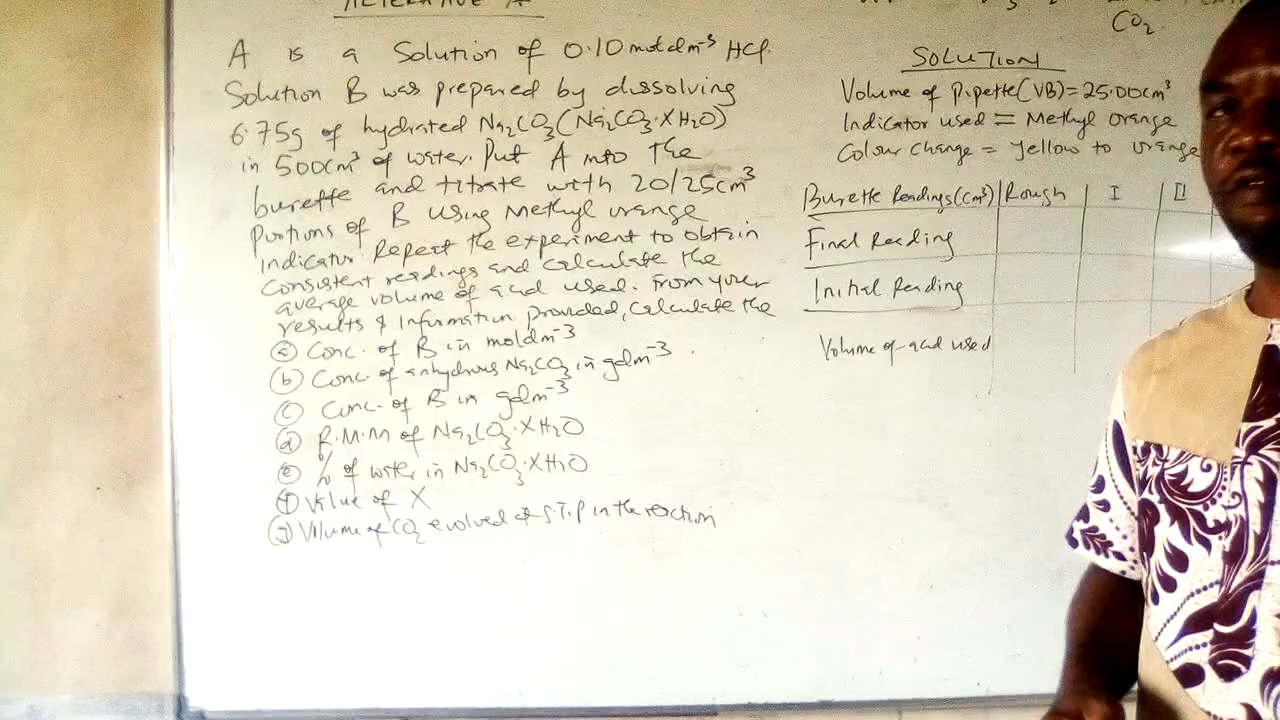 ALTERNATIVE A
A is a Solution of 0.10 moldm⁻³ HCl.
Solution B was prepared by dissolving
6.75g of hydrated Na₂CO₃(Na₂CO₃.XH₂O)
in 500cm³ of water. Put A into the
burette and titrate with 20/25cm³
Portions of B using Methyl orange
indicator. Repeat the experiment to obtain
Consistent readings and calculate the
average volume of acid used. From your
results & Information provided, Calculate the
(a) Conc. of B in moldm⁻³
(b) Conc of anhydrous Na₂CO₃ in gdm⁻³.
(c) Conc. of B in gdm⁻³
(d) R.M.M of Na₂CO₃.XH₂O
(e) % of water in Na₂CO₃.XH₂O
(f) Value of X
(g) Volume of CO₂ evolved at S.T.P in the reaction
CO₂
SOLUTION
Volume of Pipette(VB) = 25.00cm³
Indicator used = Methyl orange
Colour change = Yellow to orange
Burette Readings(cm³) Rough I II
Final Reading
Initial Reading
Volume of acid used